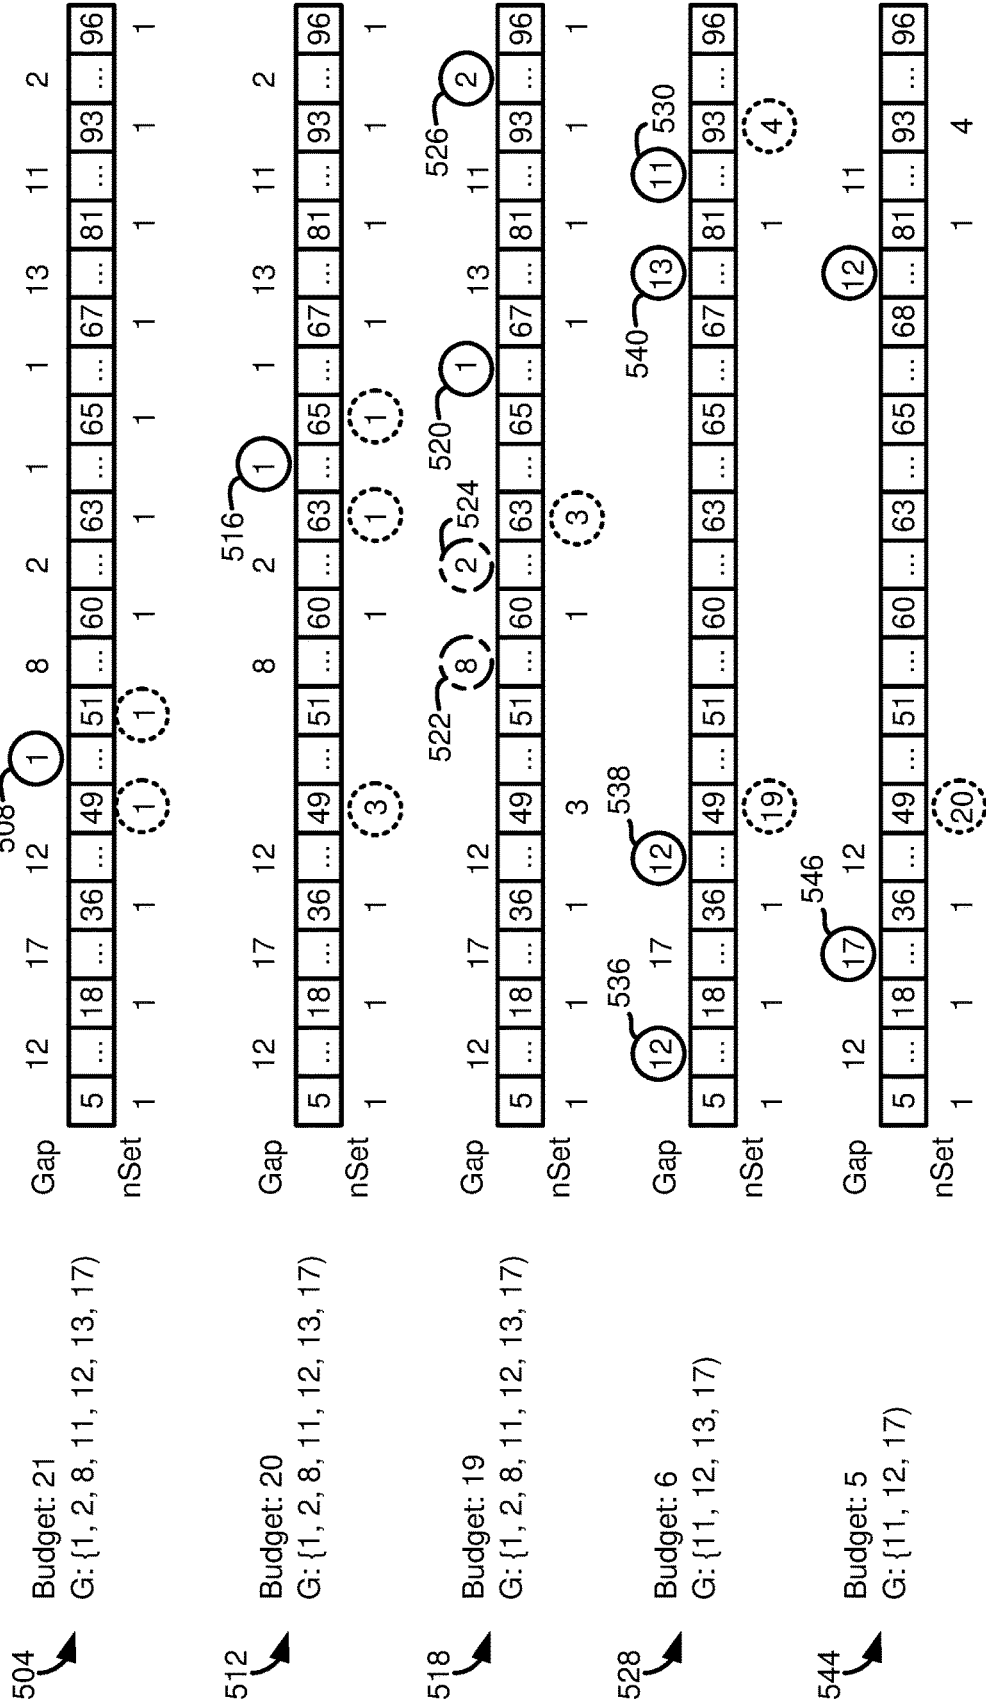 504
508
Budget: 21
G: {1, 2, 8, 11, 12, 13, 17)
Gap 12 17 12 1 8 2 1 1 13 11 2
5 ... 18 ... 36 ... 49 ... 51 ... 60 ... 63 ... 65 ... 67 ... 81 ... 93 ... 96
nSet 1 1 1 1 1 1 1 1 1 1 1 1
512
516
Budget: 20
G: {1, 2, 8, 11, 12, 13, 17)
Gap 12 17 12 8 2 1 1 13 11 2
5 ... 18 ... 36 ... 49 ... 51 ... 60 ... 63 ... 65 ... 67 ... 81 ... 93 ... 96
nSet 1 1 1 3 1 1 1 1 1 1 1
518
522 524 520 526
Budget: 19
G: {1, 2, 8, 11, 12, 13, 17)
Gap 12 17 12 8 2 1 13 11 2
5 ... 18 ... 36 ... 49 ... 51 ... 60 ... 63 ... 65 ... 67 ... 81 ... 93 ... 96
nSet 1 1 1 3 1 3 1 1 1 1
528
536 538 540 530
Budget: 6
G: {11, 12, 13, 17)
Gap 12 17 12 13 11
5 ... 18 ... 36 ... 49 ... 51 ... 60 ... 63 ... 65 ... 67 ... 81 ... 93 ... 96
nSet 1 1 1 19 1 4
544
546
Budget: 5
G: {11, 12, 17)
Gap 12 17 12 12 11
5 ... 18 ... 36 ... 49 ... 51 ... 60 ... 63 ... 65 ... 68 ... 81 ... 93 ... 96
nSet 1 1 1 20 1 4